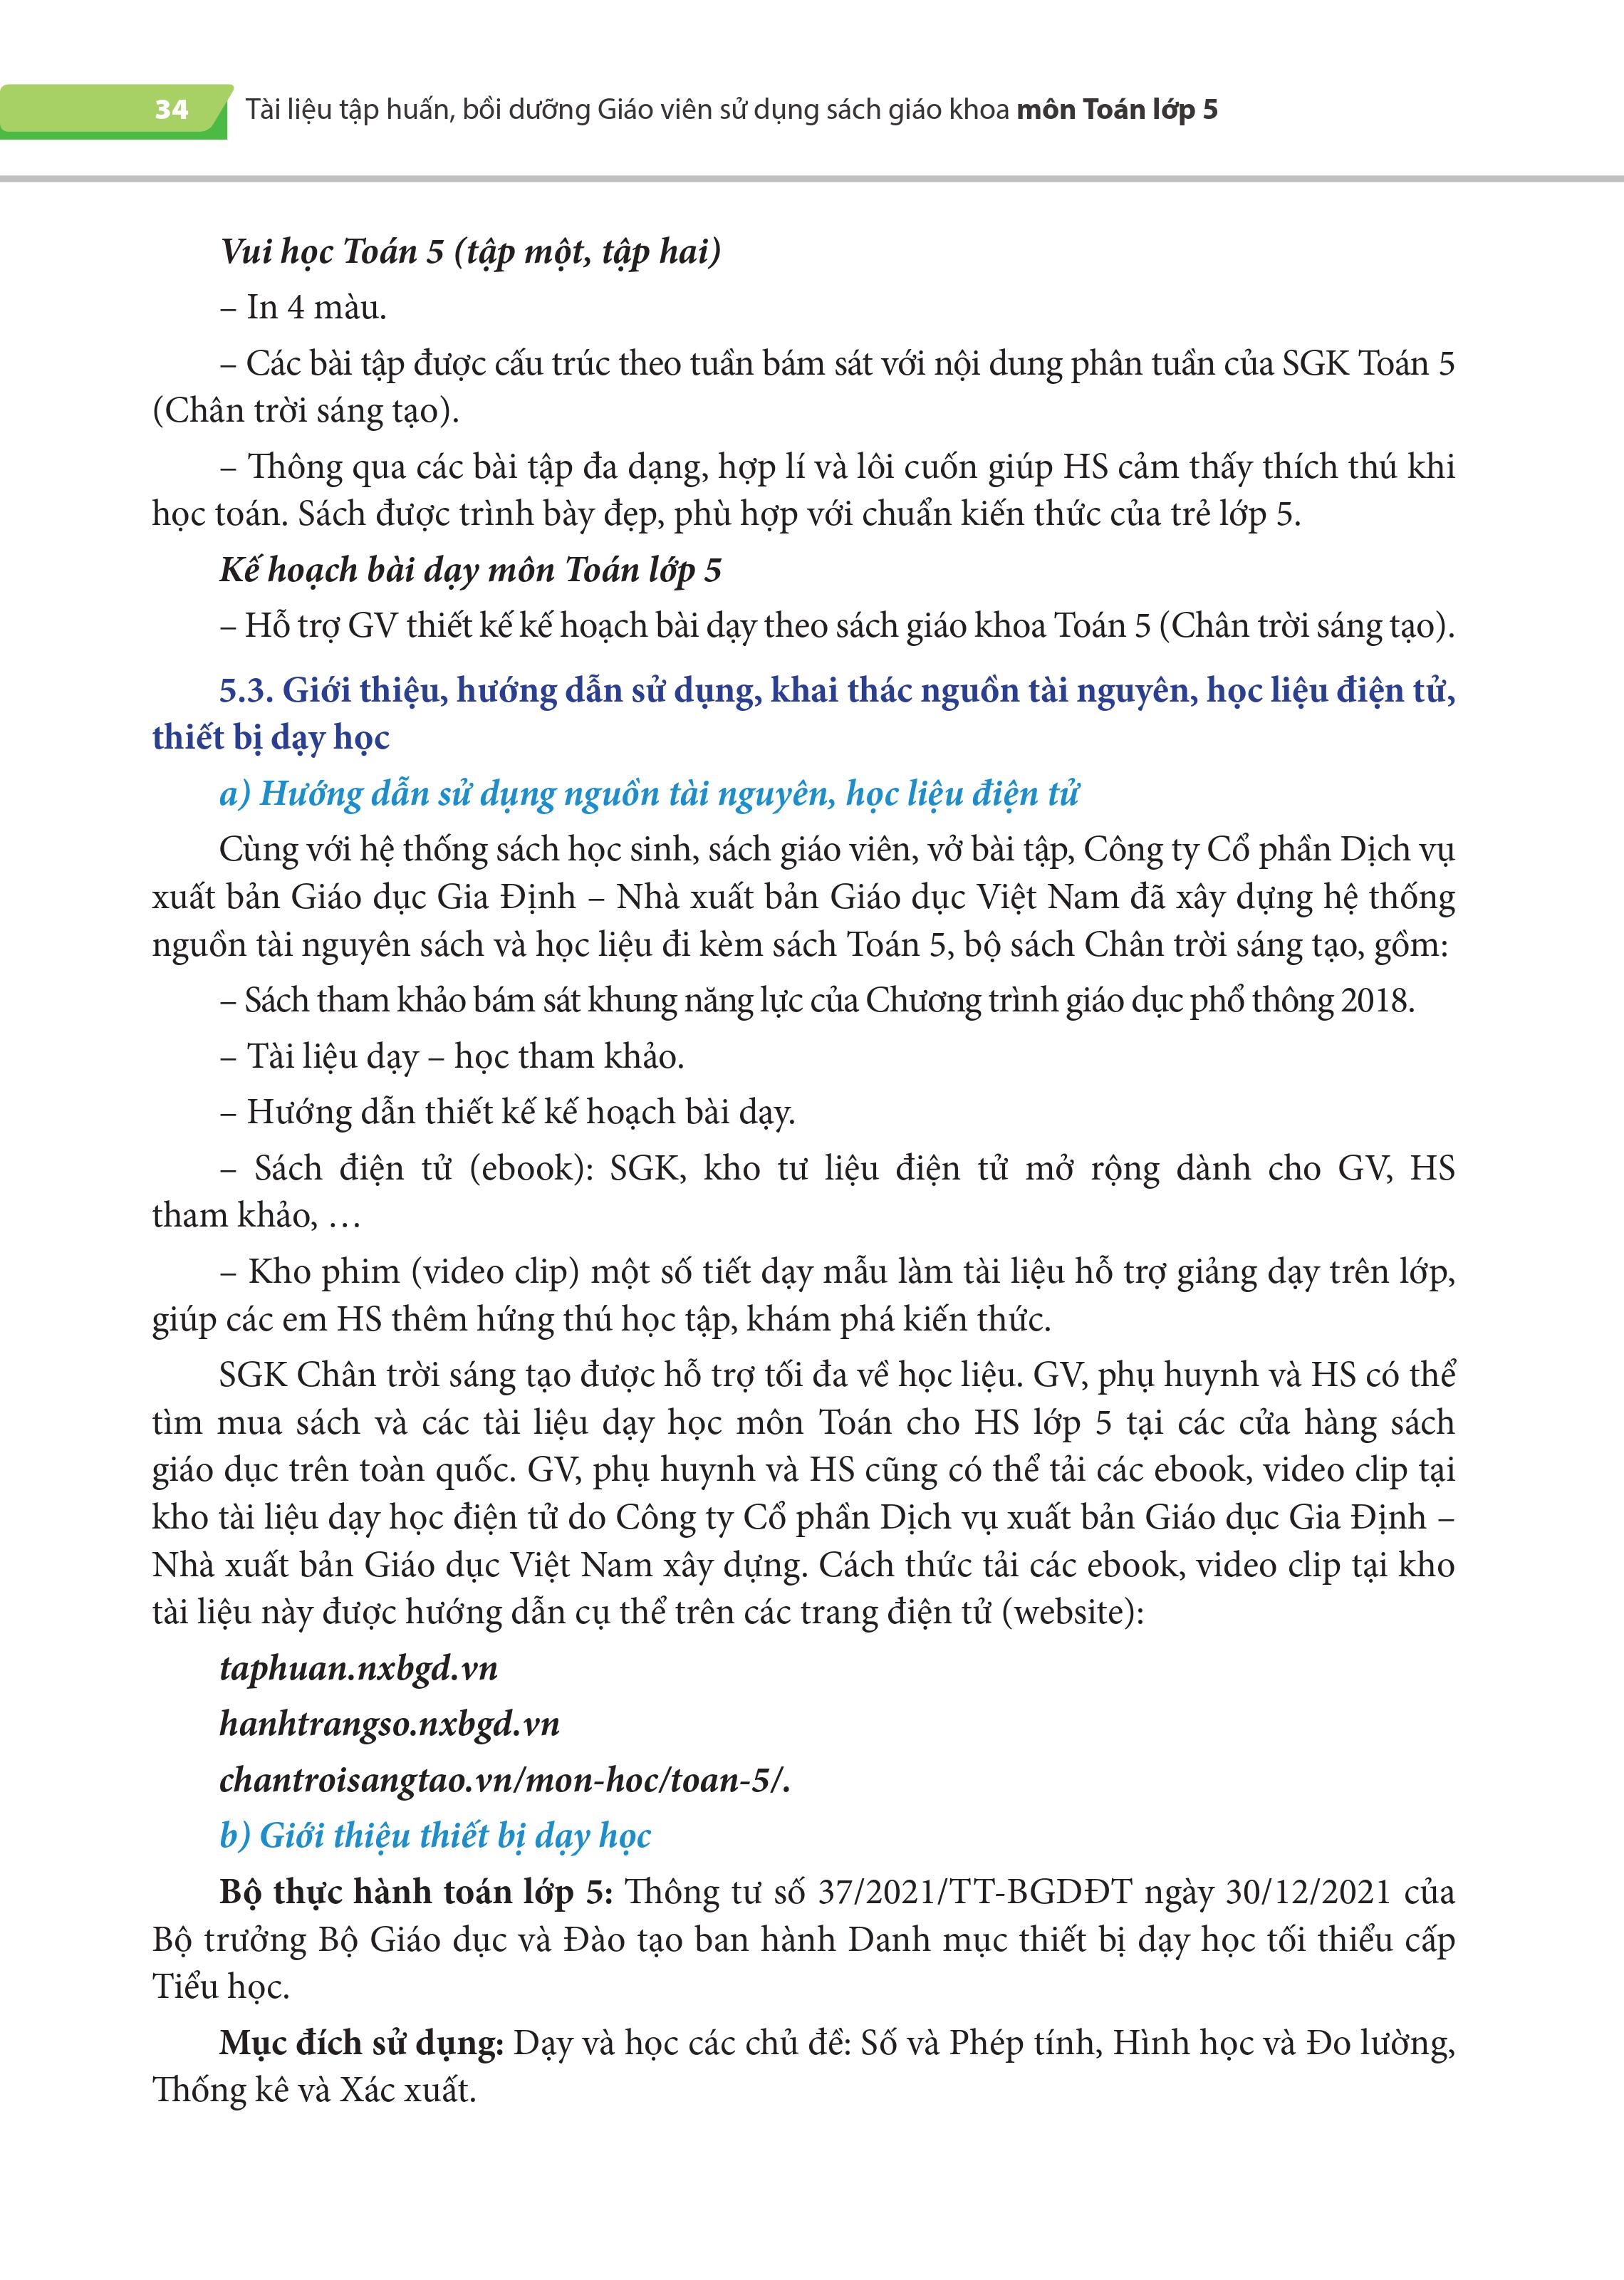 34 Tài liệu tập huấn, bồi dưỡng Giáo viên sử dụng sách giáo khoa môn Toán lớp 5
Vui học Toán 5 (tập một, tập hai)
– In 4 màu.
– Các bài tập được cấu trúc theo tuần bám sát với nội dung phân tuần của SGK Toán 5
(Chân trời sáng tạo).
– Thông qua các bài tập đa dạng, hợp lí và lôi cuốn giúp HS cảm thấy thích thú khi
học toán. Sách được trình bày đẹp, phù hợp với chuẩn kiến thức của trẻ lớp 5.
Kế hoạch bài dạy môn Toán lớp 5
– Hỗ trợ GV thiết kế kế hoạch bài dạy theo sách giáo khoa Toán 5 (Chân trời sáng tạo).
5.3. Giới thiệu, hướng dẫn sử dụng, khai thác nguồn tài nguyên, học liệu điện tử,
thiết bị dạy học
a) Hướng dẫn sử dụng nguồn tài nguyên, học liệu điện tử
Cùng với hệ thống sách học sinh, sách giáo viên, vở bài tập, Công ty Cổ phần Dịch vụ
xuất bản Giáo dục Gia Định – Nhà xuất bản Giáo dục Việt Nam đã xây dựng hệ thống
nguồn tài nguyên sách và học liệu đi kèm sách Toán 5, bộ sách Chân trời sáng tạo, gồm:
– Sách tham khảo bám sát khung năng lực của Chương trình giáo dục phổ thông 2018.
– Tài liệu dạy – học tham khảo.
– Hướng dẫn thiết kế kế hoạch bài dạy.
– Sách điện tử (ebook): SGK, kho tư liệu điện tử mở rộng dành cho GV, HS
tham khảo, …
– Kho phim (video clip) một số tiết dạy mẫu làm tài liệu hỗ trợ giảng dạy trên lớp,
giúp các em HS thêm hứng thú học tập, khám phá kiến thức.
SGK Chân trời sáng tạo được hỗ trợ tối đa về học liệu. GV, phụ huynh và HS có thể
tìm mua sách và các tài liệu dạy học môn Toán cho HS lớp 5 tại các cửa hàng sách
giáo dục trên toàn quốc. GV, phụ huynh và HS cũng có thể tải các ebook, video clip tại
kho tài liệu dạy học điện tử do Công ty Cổ phần Dịch vụ xuất bản Giáo dục Gia Định –
Nhà xuất bản Giáo dục Việt Nam xây dựng. Cách thức tải các ebook, video clip tại kho
tài liệu này được hướng dẫn cụ thể trên các trang điện tử (website):
taphuan.nxbgd.vn
hanhtrangso.nxbgd.vn
chantroisangtao.vn/mon-hoc/toan-5/.
b) Giới thiệu thiết bị dạy học
Bộ thực hành toán lớp 5: Thông tư số 37/2021/TT-BGDĐT ngày 30/12/2021 của
Bộ trưởng Bộ Giáo dục và Đào tạo ban hành Danh mục thiết bị dạy học tối thiểu cấp
Tiểu học.
Mục đích sử dụng: Dạy và học các chủ đề: Số và Phép tính, Hình học và Đo lường,
Thống kê và Xác xuất.